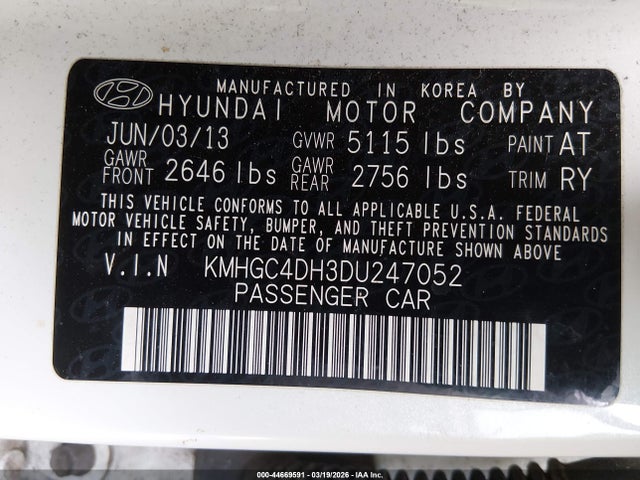 MANUFACTURED IN KOREA BY
HYUNDAI MOTOR COMPANY
JUN/03/13 GVWR 5115 lbs PAINT AT
GAWR FRONT 2646 lbs GAWR REAR 2756 lbs TRIM RY
THIS VEHICLE CONFORMS TO ALL APPLICABLE U.S.A. FEDERAL
MOTOR VEHICLE SAFETY, BUMPER, AND THEFT PREVENTION STANDARDS
IN EFFECT ON THE DATE OF MANUFACTURE SHOWN ABOVE
V.I.N KMHGC4DH3DU247052
PASSENGER CAR
000-44669591 | 03/19/2026 | IAA Inc.